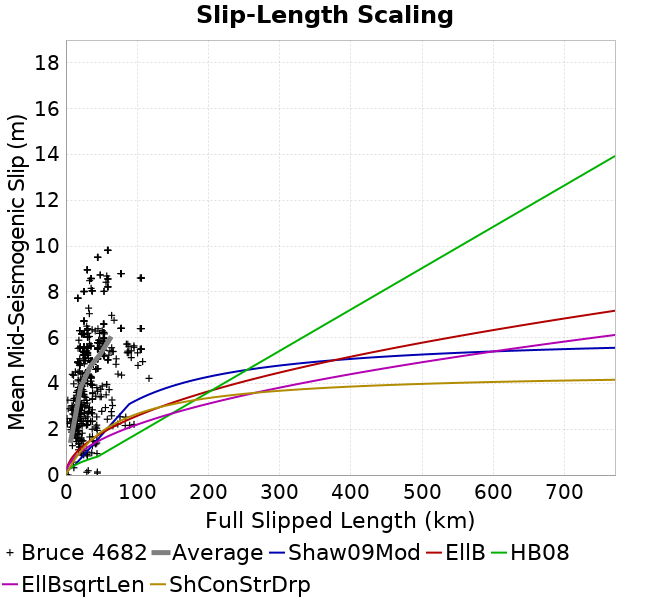 Slip-Length Scaling
Mean Mid-Seismogenic Slip (m)
18
16
14
12
10
8
6
4
2
0
0 100 200 300 400 500 600 700
Full Slipped Length (km)
Bruce 4682 Average Shaw09Mod EllB HB08
EllBsqrtLen ShConStrDrp